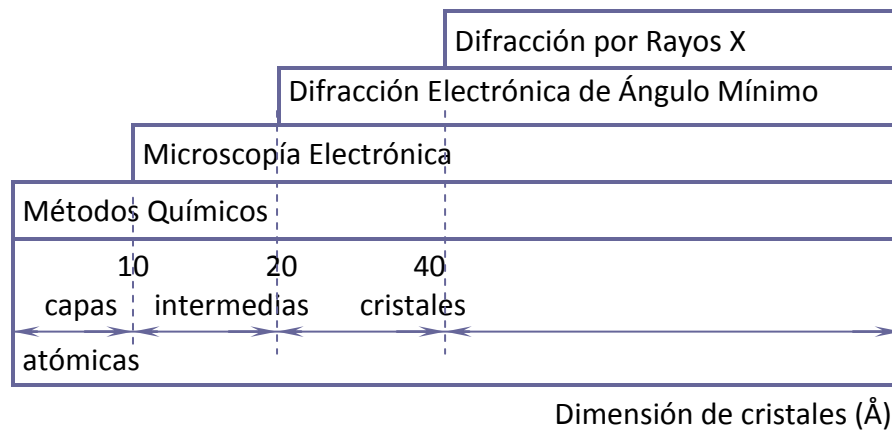 Difracción por Rayos X
Difracción Electrónica de Ángulo Mínimo
Microscopía Electrónica
Métodos Químicos
10 20 40
capas intermedias cristales
atómicas
Dimensión de cristales (Å)